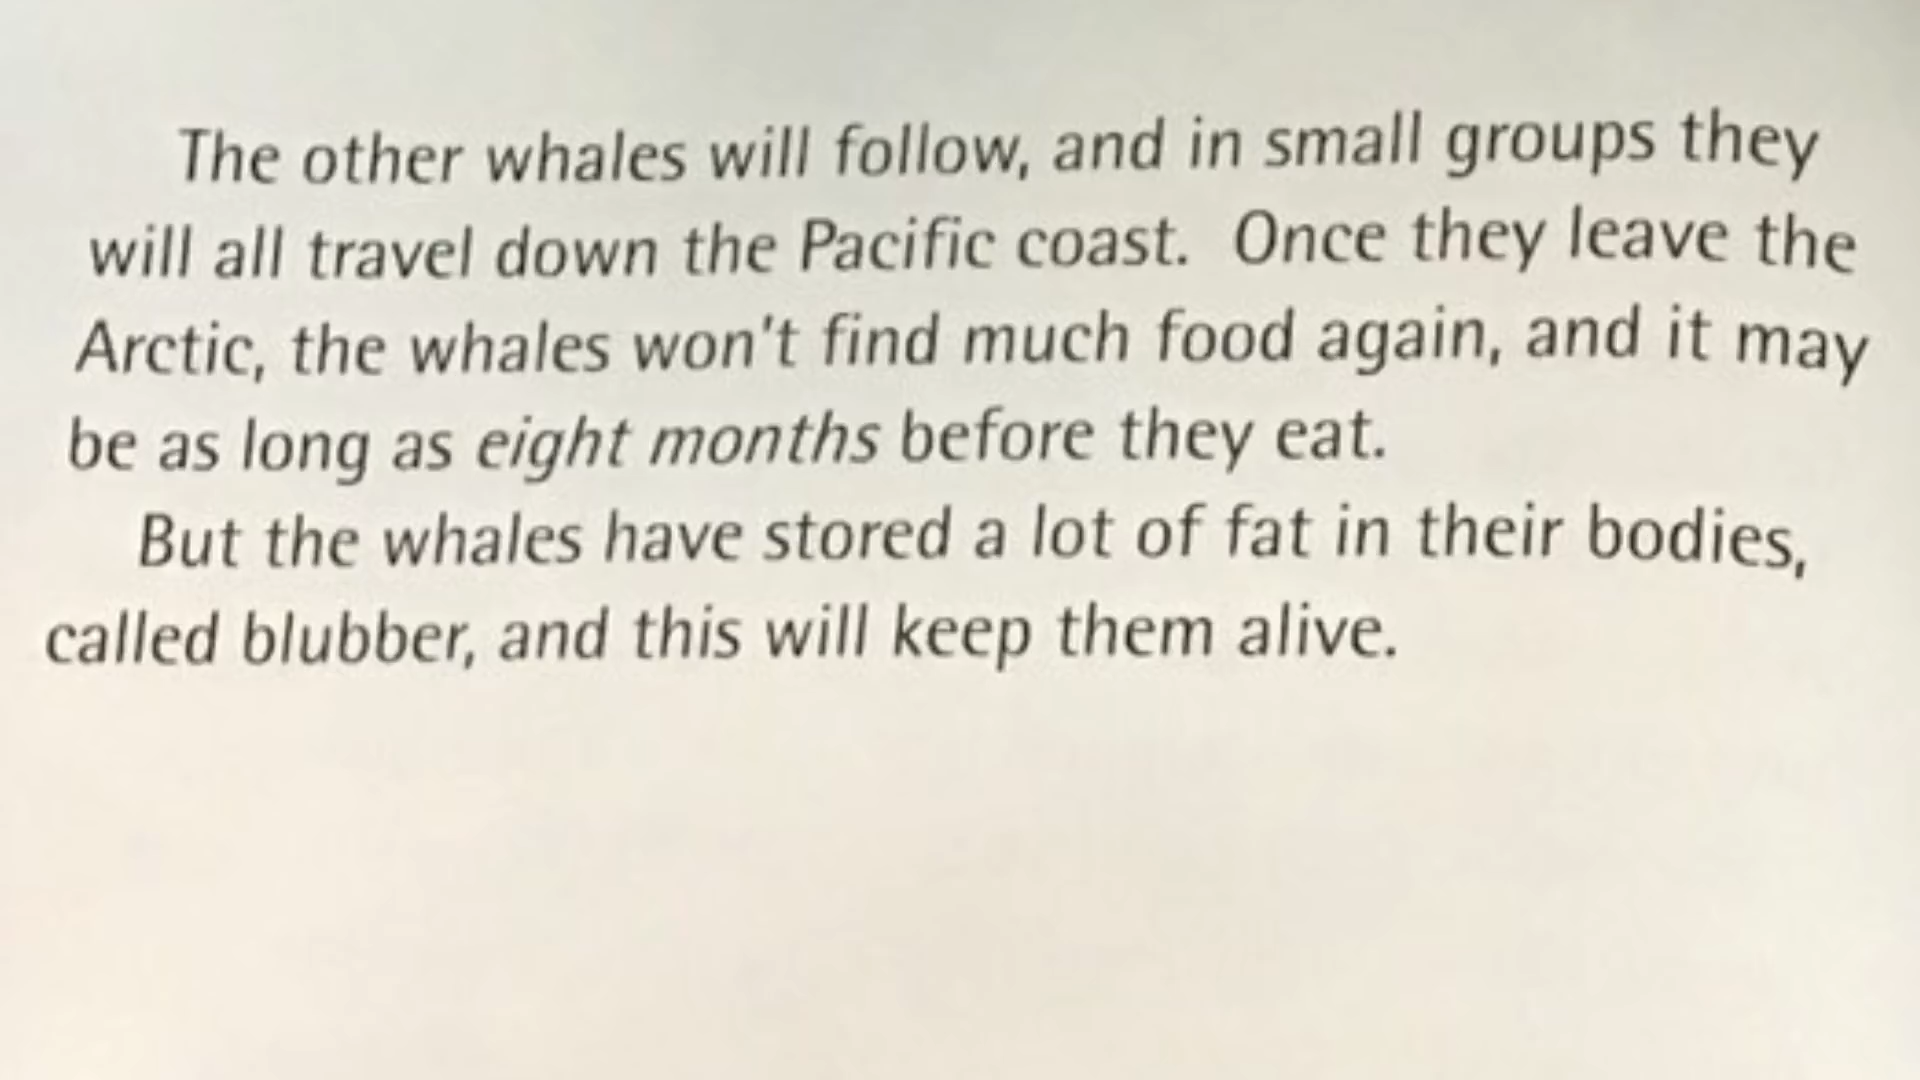 The other whales will follow, and in small groups they
will all travel down the Pacific coast. Once they leave the
Arctic, the whales won't find much food again, and it may
be as long as eight months before they eat.
But the whales have stored a lot of fat in their bodies,
called blubber, and this will keep them alive.